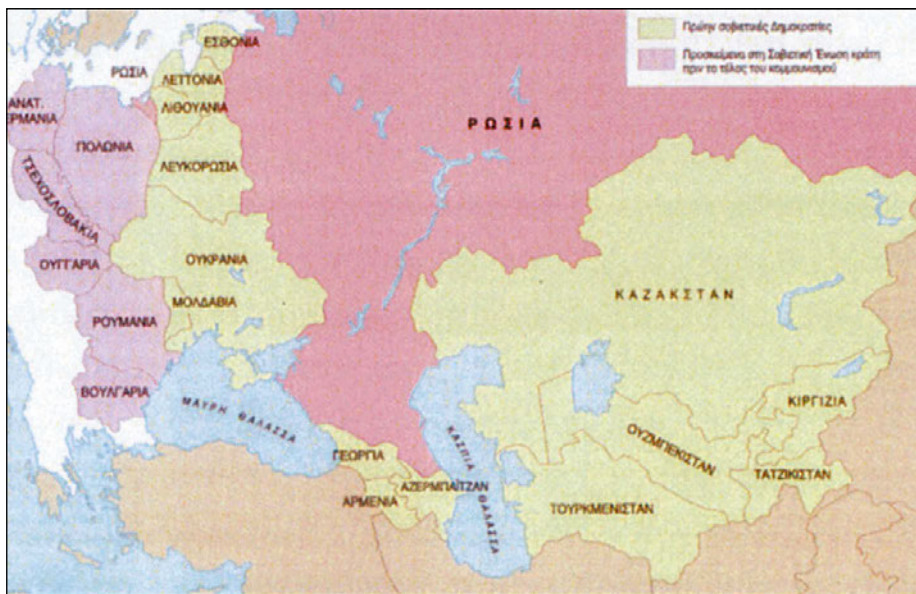 Πρώην σοβιετικές Δημοκρατίες
Προσκείμενα στη Σοβιετική Ένωση κράτη
πριν το τέλος του κομμουνισμού
ΕΣΘΟΝΙΑ
ΡΩΣΙΑ
ΛΕΤΤΟΝΙΑ
ΛΙΘΟΥΑΝΙΑ
ΑΝΑΤ.
ΕΡΜΑΝΙΑ
ΠΟΛΩΝΙΑ
ΡΩΣΙΑ
ΛΕΥΚΟΡΩΣΙΑ
ΤΣΕΧΟΣΛΟΒΑΚΙΑ
ΟΥΓΓΑΡΙΑ
ΟΥΚΡΑΝΙΑ
ΜΟΛΔΑΒΙΑ
ΚΑΖΑΚΣΤΑΝ
ΡΟΥΜΑΝΙΑ
ΒΟΥΛΓΑΡΙΑ
ΜΑΥΡΗ ΘΑΛΑΣΣΑ
ΚΙΡΓΙΖΙΑ
ΚΑΣΠΙΑ ΘΑΛΑΣΣΑ
ΟΥΖΜΠΕΚΙΣΤΑΝ
ΓΕΩΡΓΙΑ
ΤΑΤΖΙΚΙΣΤΑΝ
ΑΖΕΡΜΠΑΪΤΖΑΝ
ΑΡΜΕΝΙΑ
ΤΟΥΡΚΜΕΝΙΣΤΑΝ